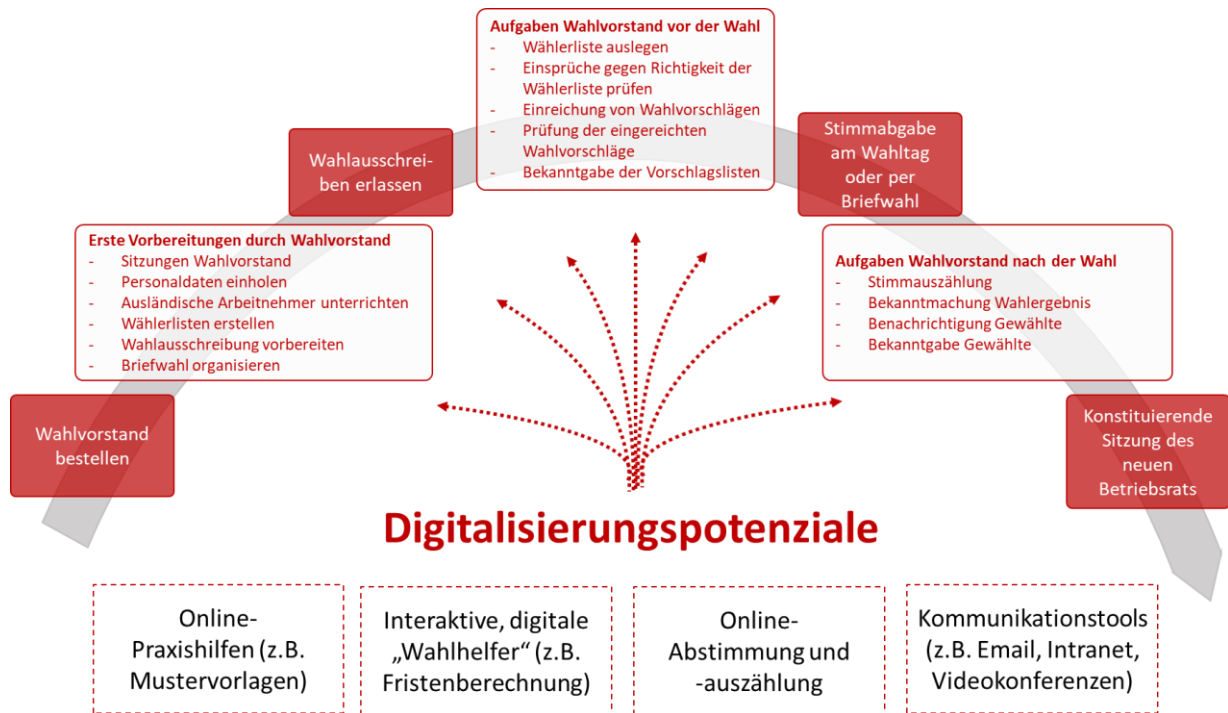 Aufgaben Wahlvorstand vor der Wahl
- Wählerliste auslegen
- Einsprüche gegen Richtigkeit der
Wählerliste prüfen
- Einreichung von Wahlvorschlägen
- Prüfung der eingereichten
Wahlvorschläge
- Bekanntgabe der Vorschlagslisten
Wahlausschrei-
ben erlassen
Stimmabgabe
am Wahltag
oder per
Briefwahl
Erste Vorbereitungen durch Wahlvorstand
- Sitzungen Wahlvorstand
- Personaldaten einholen
- Ausländische Arbeitnehmer unterrichten
- Wählerlisten erstellen
- Wahlausschreibung vorbereiten
- Briefwahl organisieren
Aufgaben Wahlvorstand nach der Wahl
- Stimmauszählung
- Bekanntmachung Wahlergebnis
- Benachrichtigung Gewählte
- Bekanntgabe Gewählte
Wahlvorstand
bestellen
Konstituierende
Sitzung des
neuen
Betriebsrats
Digitalisierungspotenziale
Online-
Praxishilfen (z.B.
Mustervorlagen)
Interaktive, digitale
„Wahlhelfer“ (z.B.
Fristenberechnung)
Online-
Abstimmung und
-auszählung
Kommunikationstools
(z.B. Email, Intranet,
Videokonferenzen)